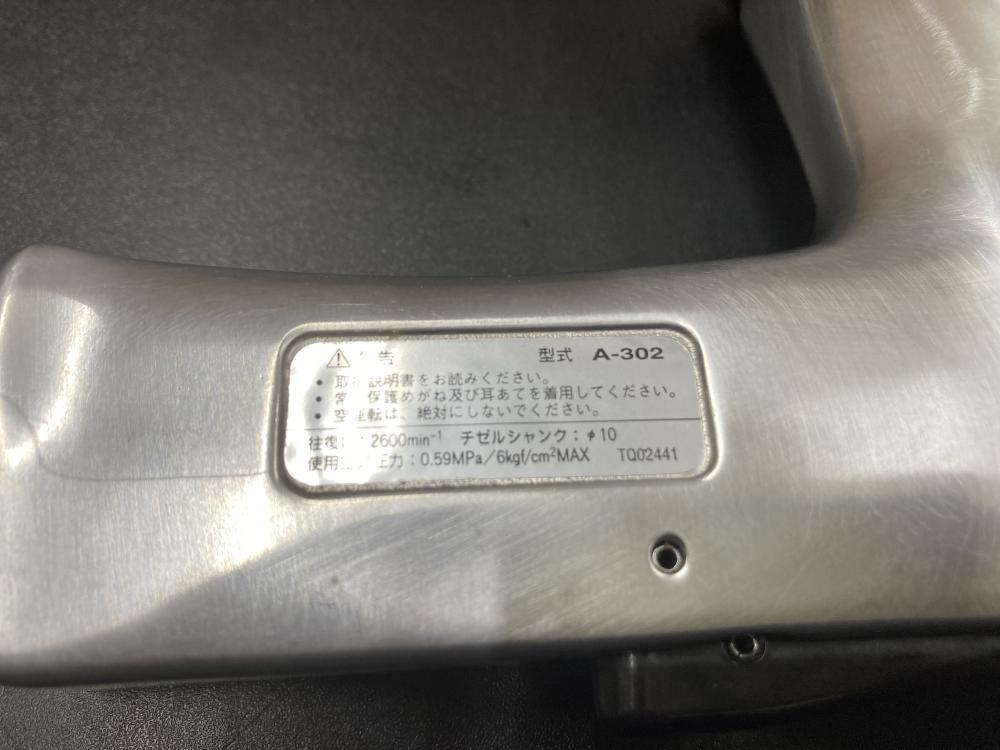 告 型式 A-302
・取扱説明書をお読みください。
・常 保護めがね及び耳あてを着用してください。
・空運転は、絶対にしないでください。
往復 2600min⁻¹ チゼルシャンク：φ10
使用 圧力：0.59MPa／6kgf/cm²MAX TQ02441